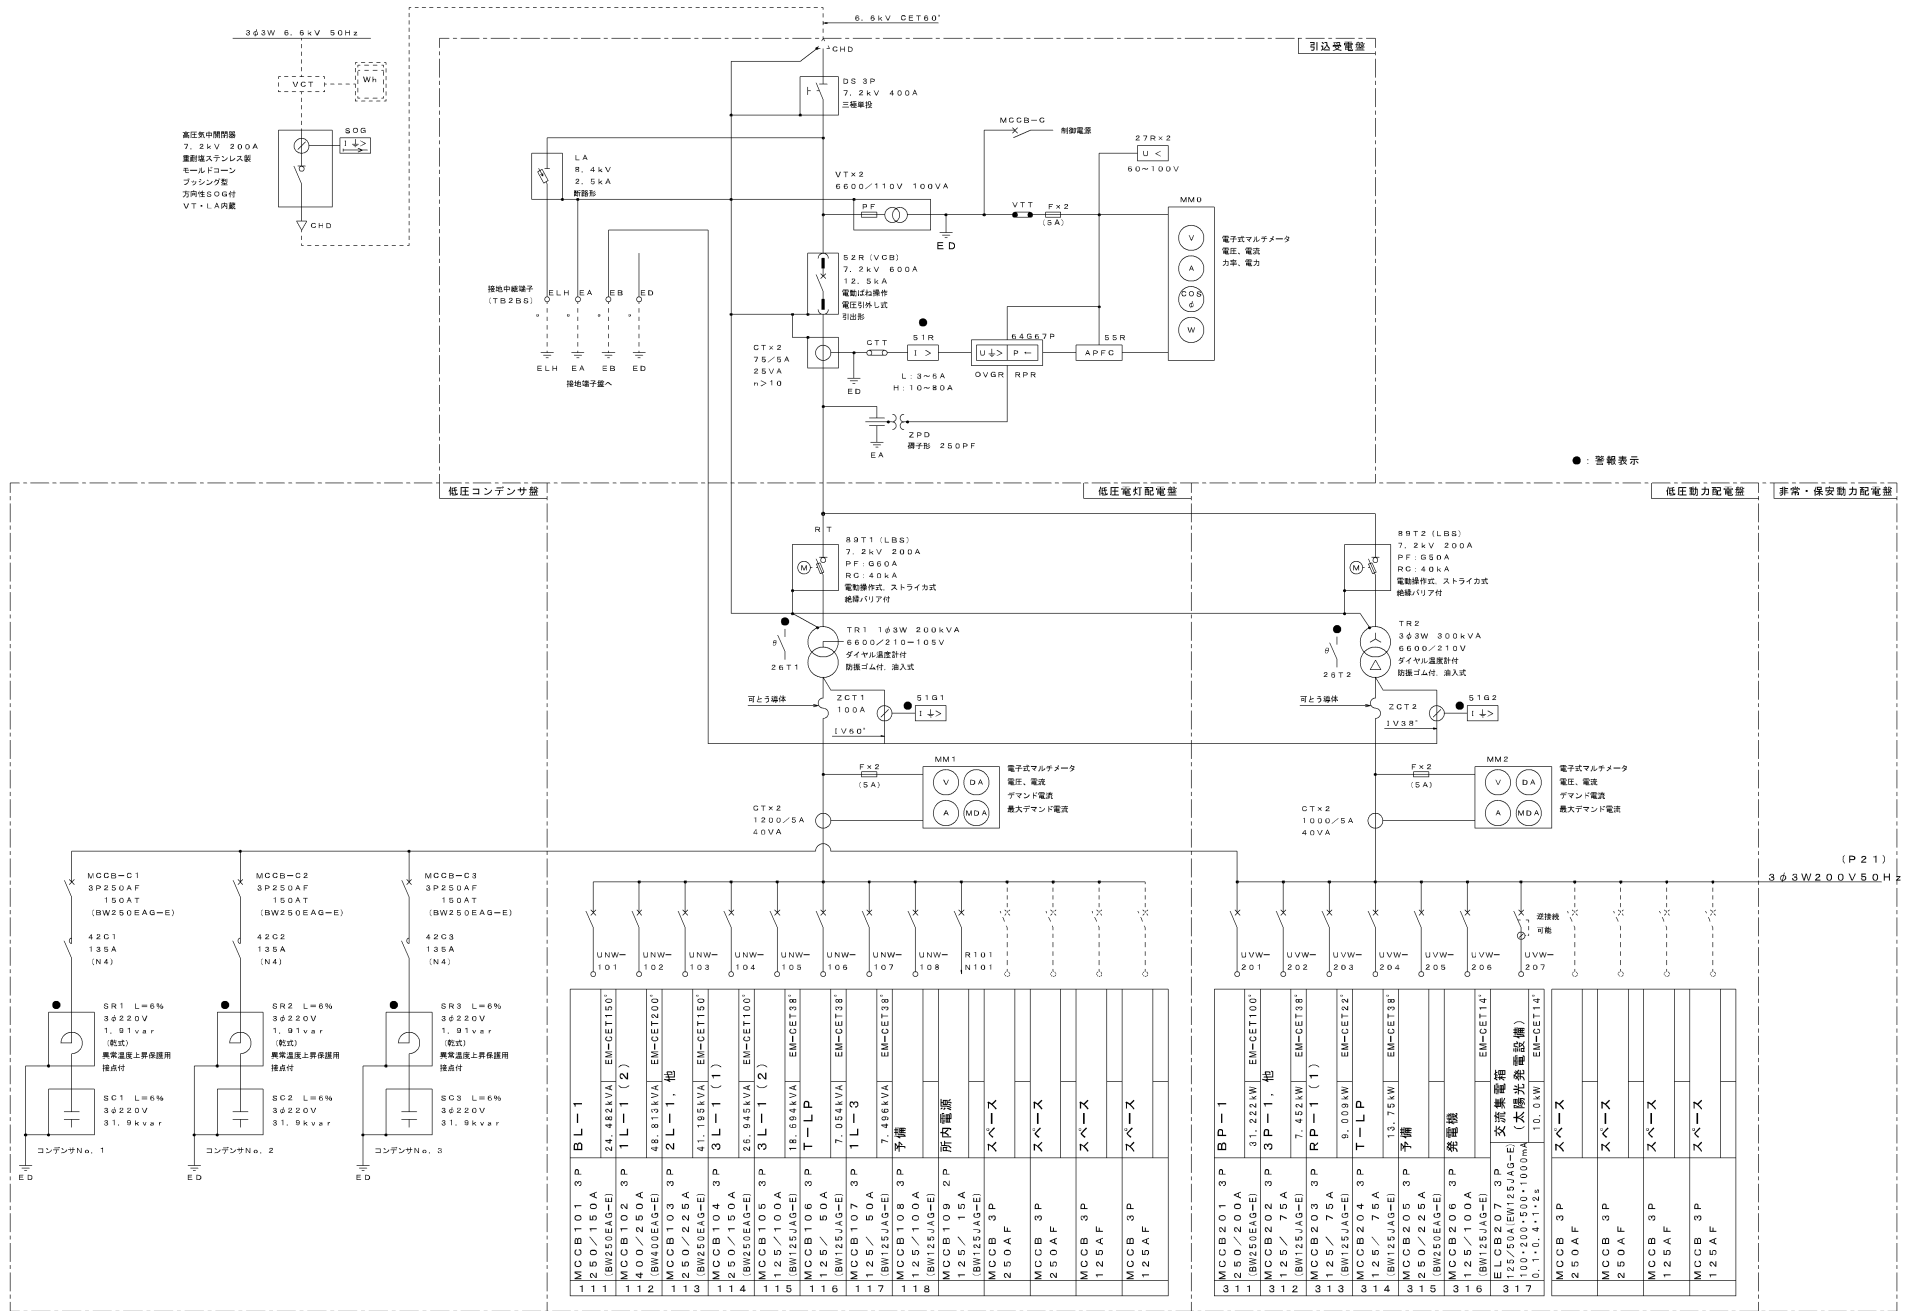 6.6kV CET60°
3φ3W 6.6kV 50Hz
引込受電盤
CHD
VCT
Wh
DS 3P
7.2kV 400A
三極単投
高圧気中開閉器
7.2kV 200A
重耐塩ステンレス製
モールドコーン
ブッシング型
方向性SOG付
VT・LA内蔵
SOG
I >
CHD
LA
8.4kV
2.5kA
断路形
VT×2
6600/110V 100VA
PF
ED
MCCB-C
制御電源
27R×2
U <
60~100V
VTT
F×2
(5A)
MM0
V
A
COS
φ
W
電子式マルチメータ
電圧、電流
力率、電力
52R(VCB)
7.2kV 600A
12.5kA
電動ばね操作
電圧引外し式
引出形
接地中継端子
(TB2BS)
ELH
EA
EB
ED
ELH
EA
EB
ED
接地端子盤へ
CT×2
75/5A
25VA
n>10
CTT
ED
51R
I >
L:3~6A
H:10~80A
64G67P
U >
P ←
OVGR RPR
55R
APFC
ZPD
碍子形 250PF
EA
●:警報表示
低圧コンデンサ盤
低圧電灯配電盤
低圧動力配電盤
非常・保安動力配電盤
R T
89T1(LBS)
7.2kV 200A
PF:G60A
RC:40kA
電動操作式、ストライカ式
絶縁バリア付
M
89T2(LBS)
7.2kV 200A
PF:G50A
RC:40kA
電動操作式、ストライカ式
絶縁バリア付
M
θ
26T1
TR1 1φ3W 200kVA
6600/210-105V
ダイヤル温度計付
防振ゴム付、油入式
θ
26T2
TR2
3φ3W 300kVA
6600/210V
ダイヤル温度計付
防振ゴム付、油入式
可とう導体
ZCT1
100A
IV60°
51G1
I >
可とう導体
ZCT2
IV38°
51G2
I >
F×2
(5A)
MM1
V
DA
A
MDA
電子式マルチメータ
電圧、電流
デマンド電流
最大デマンド電流
CT×2
1200/5A
40VA
F×2
(5A)
MM2
V
DA
A
MDA
電子式マルチメータ
電圧、電流
デマンド電流
最大デマンド電流
CT×2
1000/5A
40VA
(P21)
3φ3W200V50Hz
MCCB-C1
3P250AF
150AT
(BW250EAG-E)
42C1
135A
(N4)
SR1 L=6%
3φ220V
1,91var
(乾式)
異常温度上昇保護用
接点付
SC1 L=6%
3φ220V
31.9kvar
コンデンサNo.1
ED
MCCB-C2
3P250AF
150AT
(BW250EAG-E)
42C2
135A
(N4)
SR2 L=6%
3φ220V
1,91var
(乾式)
異常温度上昇保護用
接点付
SC2 L=6%
3φ220V
31.9kvar
コンデンサNo.2
ED
MCCB-C3
3P250AF
150AT
(BW250EAG-E)
42C3
135A
(N4)
SR3 L=6%
3φ220V
1,91var
(乾式)
異常温度上昇保護用
接点付
SC3 L=6%
3φ220V
31.9kvar
コンデンサNo.3
ED
UNW-
101
UNW-
102
UNW-
103
UNW-
104
UNW-
105
UNW-
106
UNW-
107
UNW-
108
R101
N101
UVW-
201
UVW-
202
UVW-
203
UVW-
204
UVW-
205
UVW-
206
UVW-
207
逆接続
可能
BL-1
24.482kVA EM-CET150°
MCCB101 3P
250/150A
(BW250EAG-E)
111
1L-1(2)
48.813kVA EM-CET200°
MCCB102 3P
400/250A
(BW400EAG-E)
112
2L-1,他
41.195kVA EM-CET150°
MCCB103 3P
250/225A
(BW250EAG-E)
113
3L-1(1)
26.945kVA EM-CET100°
MCCB104 3P
250/150A
(BW250EAG-E)
114
3L-1(2)
18.694kVA EM-CET38°
MCCB105 3P
125/100A
(BW125JAG-E)
115
T-LP
7.054kVA EM-CET38°
MCCB106 3P
125/ 50A
(BW125JAG-E)
116
1L-3
7.496kVA EM-CET38°
MCCB107 3P
125/ 50A
(BW125JAG-E)
117
予備
MCCB108 3P
125/100A
(BW125JAG-E)
118
所内電源
MCCB109 2P
125/ 15A
(BW125JAG-E)
スペース
MCCB 3P
250AF
スペース
MCCB 3P
250AF
スペース
MCCB 3P
125AF
スペース
MCCB 3P
125AF
BP-1
31.222kW EM-CET100°
MCCB201 3P
250/200A
(BW250EAG-E)
311
3P-1,他
7.452kW EM-CET38°
MCCB202 3P
125/ 75A
(BW125JAG-E)
312
RP-1(1)
9.009kW EM-CET22°
MCCB203 3P
125/ 75A
(BW125JAG-E)
313
T-LP
13.75kW EM-CET38°
MCCB204 3P
125/ 75A
(BW125JAG-E)
314
予備
MCCB205 3P
250/225A
(BW250EAG-E)
315
発電機
EM-CET14°
MCCB206 3P
125/100A
(BW125JAG-E)
316
交流集電箱
(太陽光発電設備)
10.0kW EM-CET14°
ELCB207 3P
125/50A(EW125JAG-E)
100・200・500・1000mA
0.1・0.4・1・2s
317
スペース
MCCB 3P
250AF
スペース
MCCB 3P
250AF
スペース
MCCB 3P
125AF
スペース
MCCB 3P
125AF